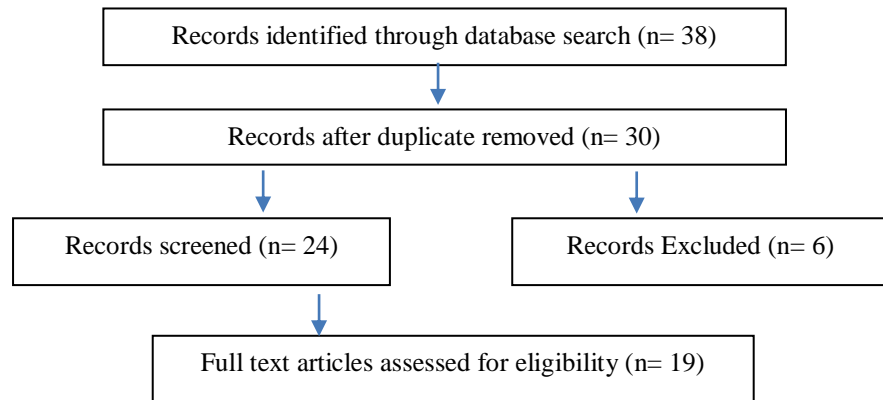 Records identified through database search (n= 38)
Records after duplicate removed (n= 30)
Records screened (n= 24)
Records Excluded (n= 6)
Full text articles assessed for eligibility (n= 19)